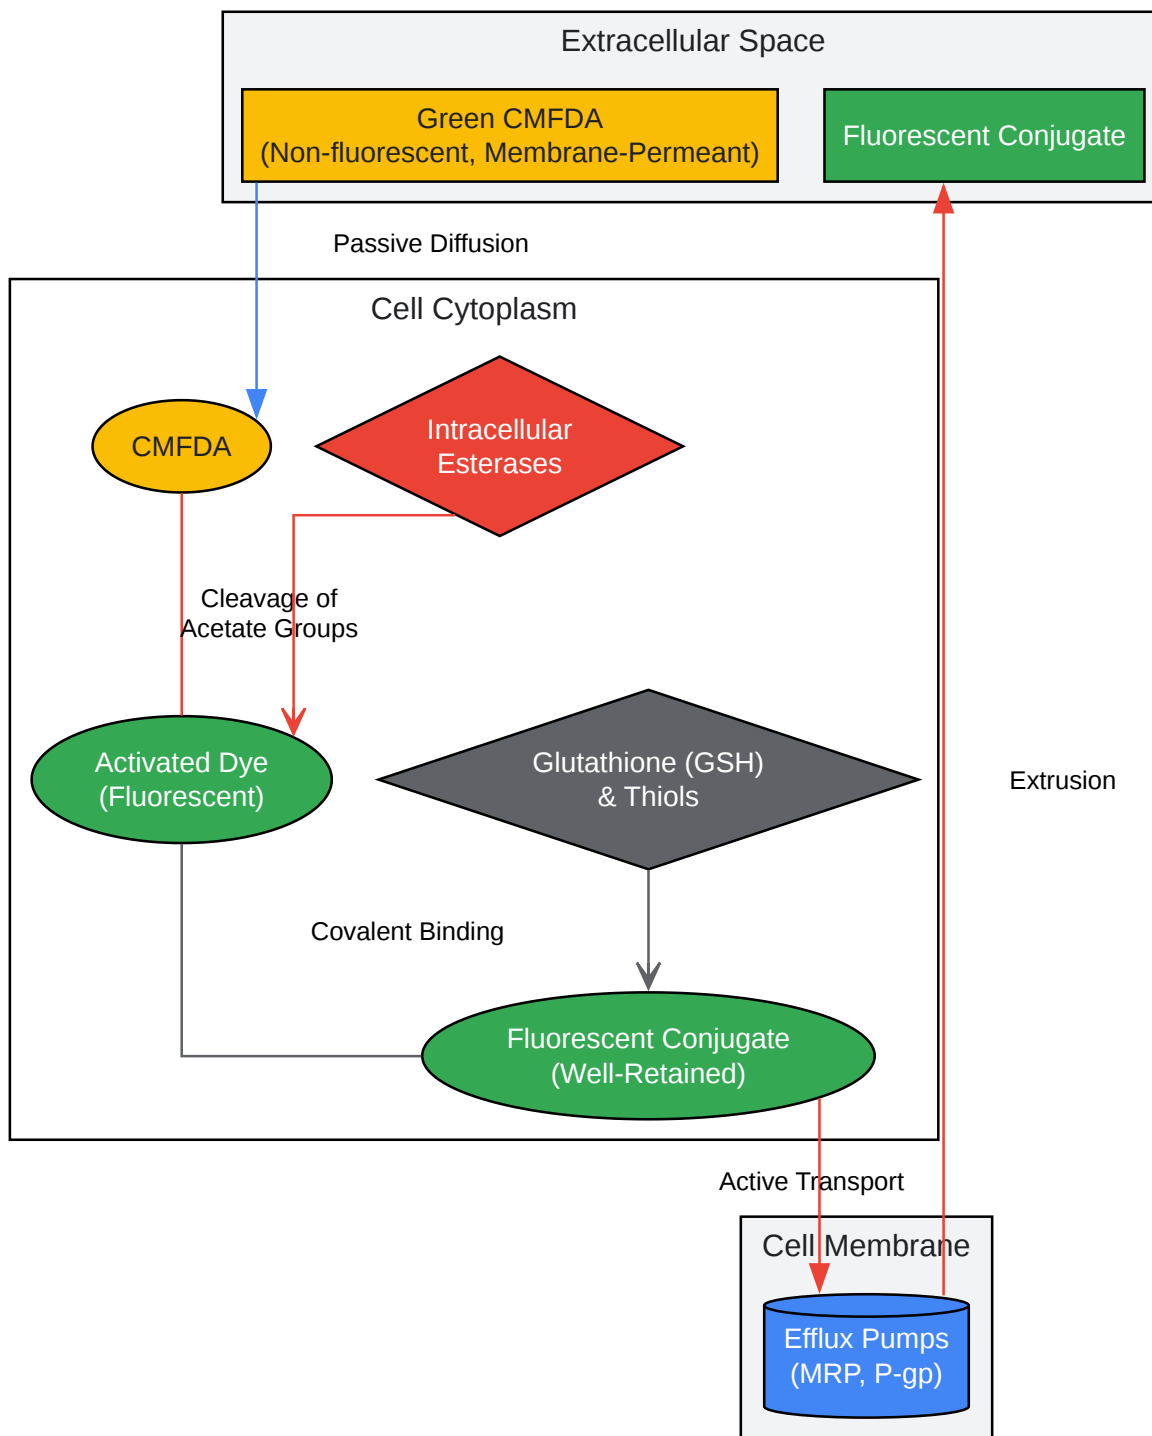 Extracellular Space
Green CMFDA
(Non-fluorescent, Membrane-Permeant)
Fluorescent Conjugate
Passive Diffusion
Cell Cytoplasm
CMFDA
Intracellular
Esterases
Cleavage of
Acetate Groups
Activated Dye
(Fluorescent)
Glutathione (GSH)
& Thiols
Extrusion
Covalent Binding
Fluorescent Conjugate
(Well-Retained)
Active Transport
Cell Membrane
Efflux Pumps
(MRP, P-gp)